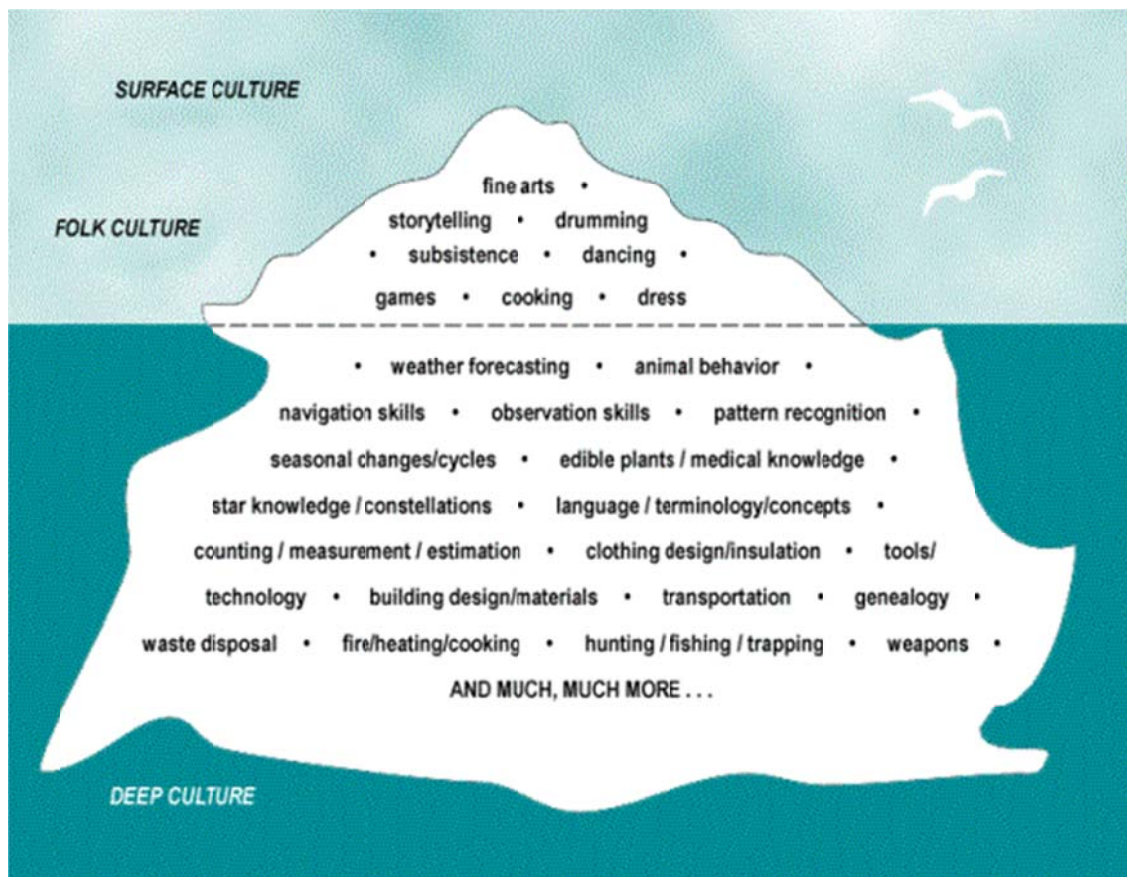 SURFACE CULTURE
fine arts •
storytelling • drumming
FOLK CULTURE
• subsistence • dancing •
games • cooking • dress
• weather forecasting • animal behavior •
navigation skills • observation skills • pattern recognition •
seasonal changes/cycles • edible plants / medical knowledge •
star knowledge / constellations • language / terminology/concepts •
counting / measurement / estimation • clothing design/insulation • tools/
technology • building design/materials • transportation • genealogy •
waste disposal • fire/heating/cooking • hunting / fishing / trapping • weapons •
AND MUCH, MUCH MORE . . .
DEEP CULTURE